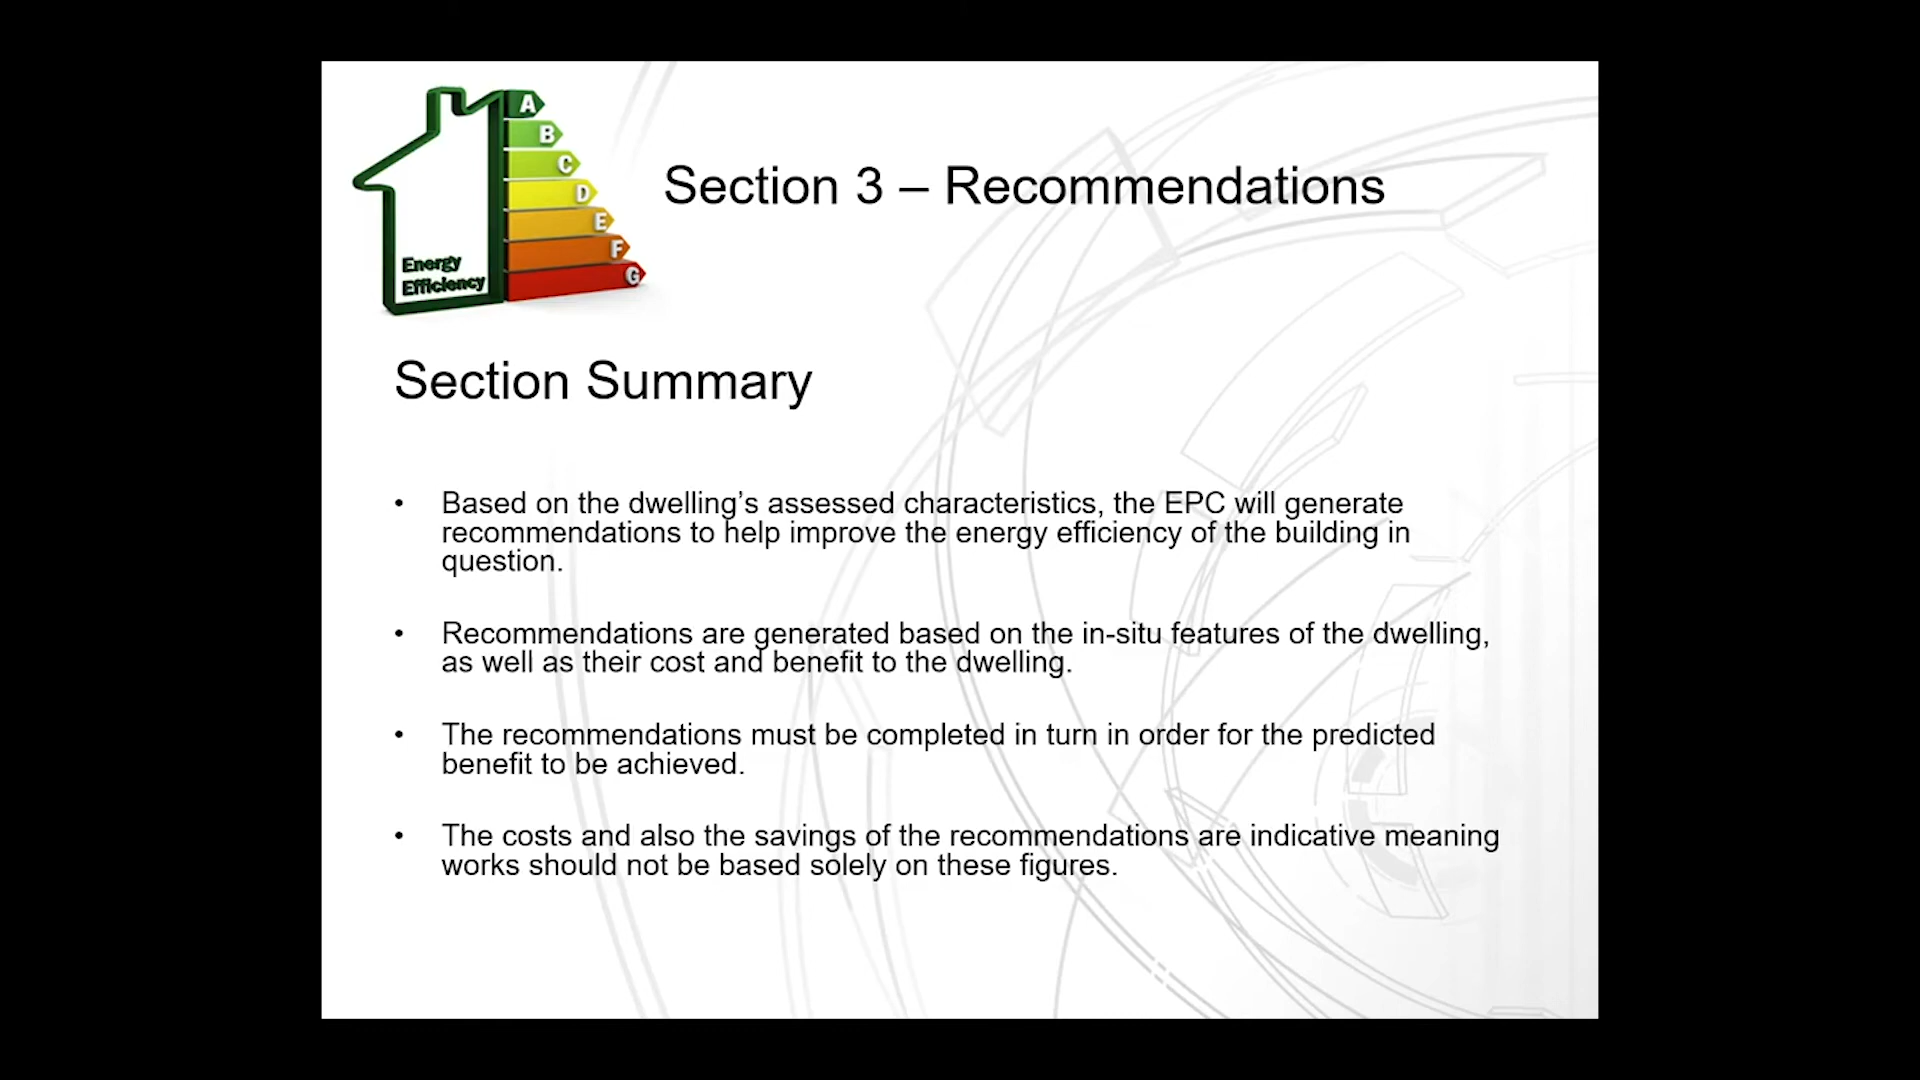 A
B
C
D
E
F
G
Energy
Efficiency
Section 3 – Recommendations
Section Summary
• Based on the dwelling’s assessed characteristics, the EPC will generate
recommendations to help improve the energy efficiency of the building in
question.
• Recommendations are generated based on the in-situ features of the dwelling,
as well as their cost and benefit to the dwelling.
• The recommendations must be completed in turn in order for the predicted
benefit to be achieved.
• The costs and also the savings of the recommendations are indicative meaning
works should not be based solely on these figures.